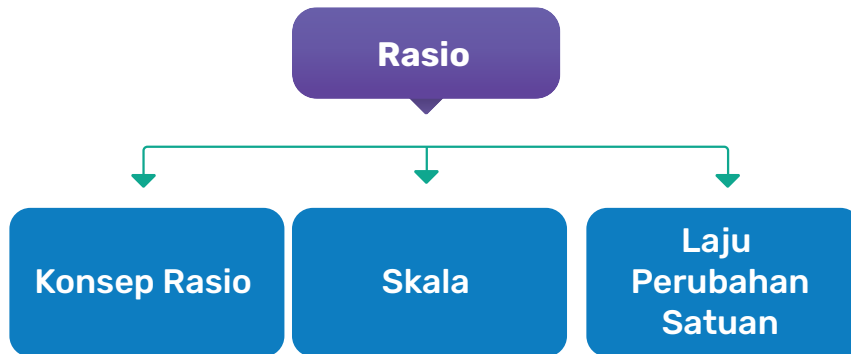 Rasio
Konsep Rasio
Skala
Laju
Perubahan
Satuan